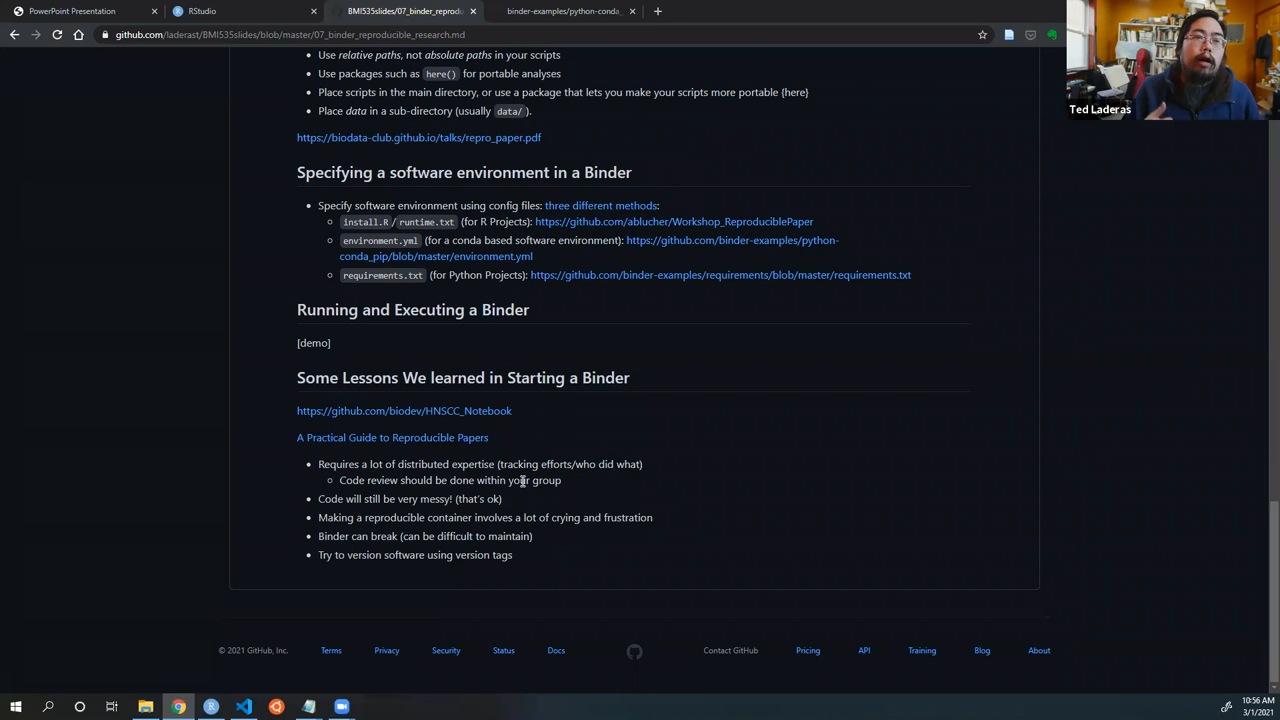 PowerPoint Presentation
RStudio
BMI535slides/07_binder_reprodu
binder-examples/python-conda_
github.com/laderast/BMI535slides/blob/master/07_binder_reproducible_research.md
Ted Laderas
Use relative paths, not absolute paths in your scripts
Use packages such as here() for portable analyses
Place scripts in the main directory, or use a package that lets you make your scripts more portable {here}
Place data in a sub-directory (usually data/ ).
https://biodata-club.github.io/talks/repro_paper.pdf
Specifying a software environment in a Binder
Specify software environment using config files: three different methods:
install.R / runtime.txt (for R Projects): https://github.com/ablucher/Workshop_ReproduciblePaper
environment.yml (for a conda based software environment): https://github.com/binder-examples/python-
conda_pip/blob/master/environment.yml
requirements.txt (for Python Projects): https://github.com/binder-examples/requirements/blob/master/requirements.txt
Running and Executing a Binder
[demo]
Some Lessons We learned in Starting a Binder
https://github.com/biodev/HNSCC_Notebook
A Practical Guide to Reproducible Papers
Requires a lot of distributed expertise (tracking efforts/who did what)
Code review should be done within your group
Code will still be very messy! (that's ok)
Making a reproducible container involves a lot of crying and frustration
Binder can break (can be difficult to maintain)
Try to version software using version tags
© 2021 GitHub, Inc. Terms Privacy Security Status Docs Contact GitHub Pricing API Training Blog About
10:56 AM
3/1/2021